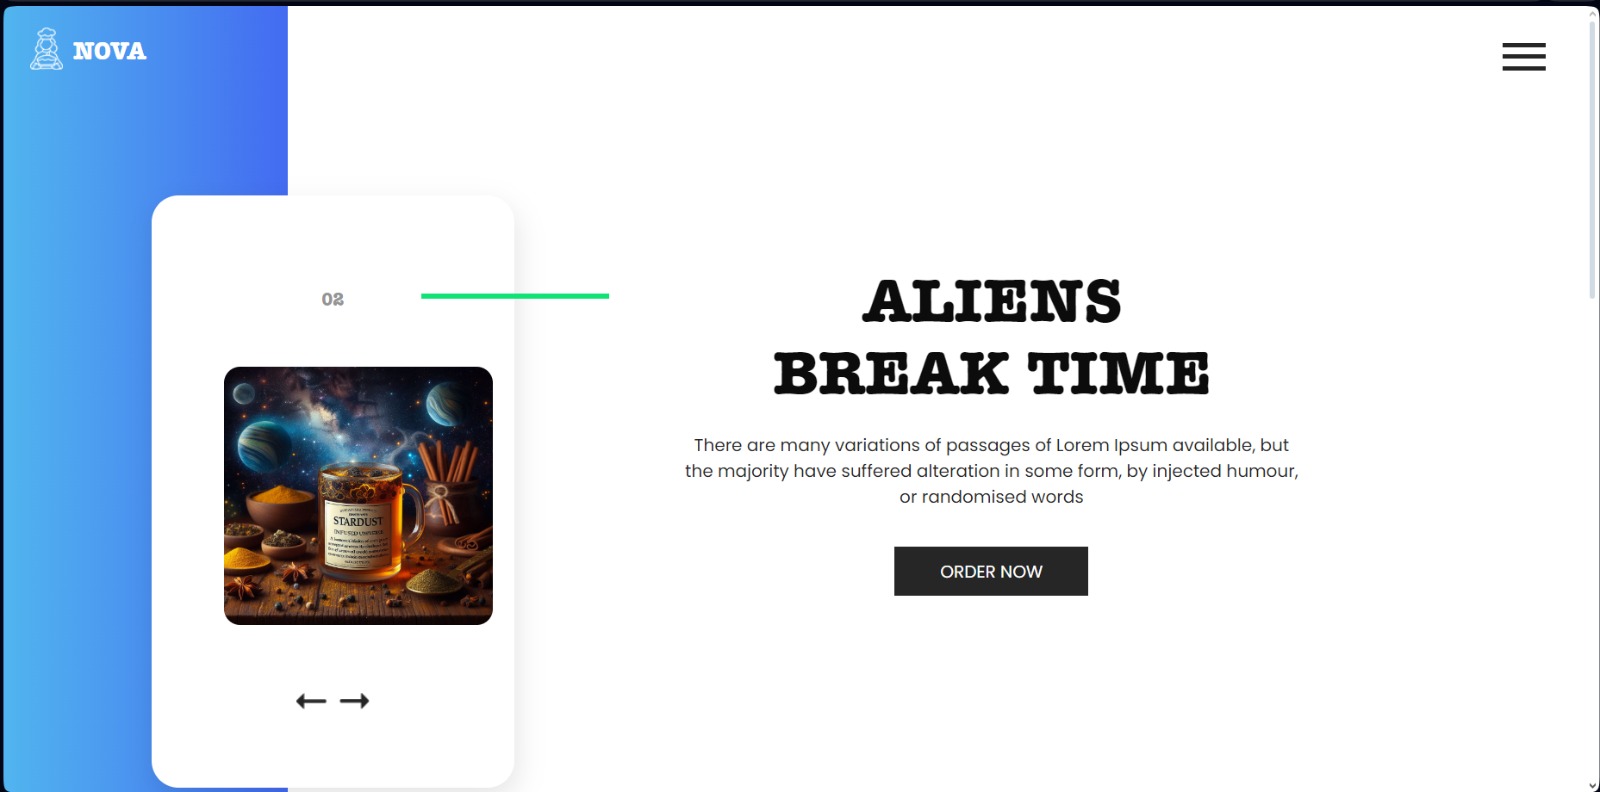 NOVA
02
ALIENS
BREAK TIME
There are many variations of passages of Lorem Ipsum available, but
the majority have suffered alteration in some form, by injected humour,
or randomised words
ORDER NOW
STARDUST